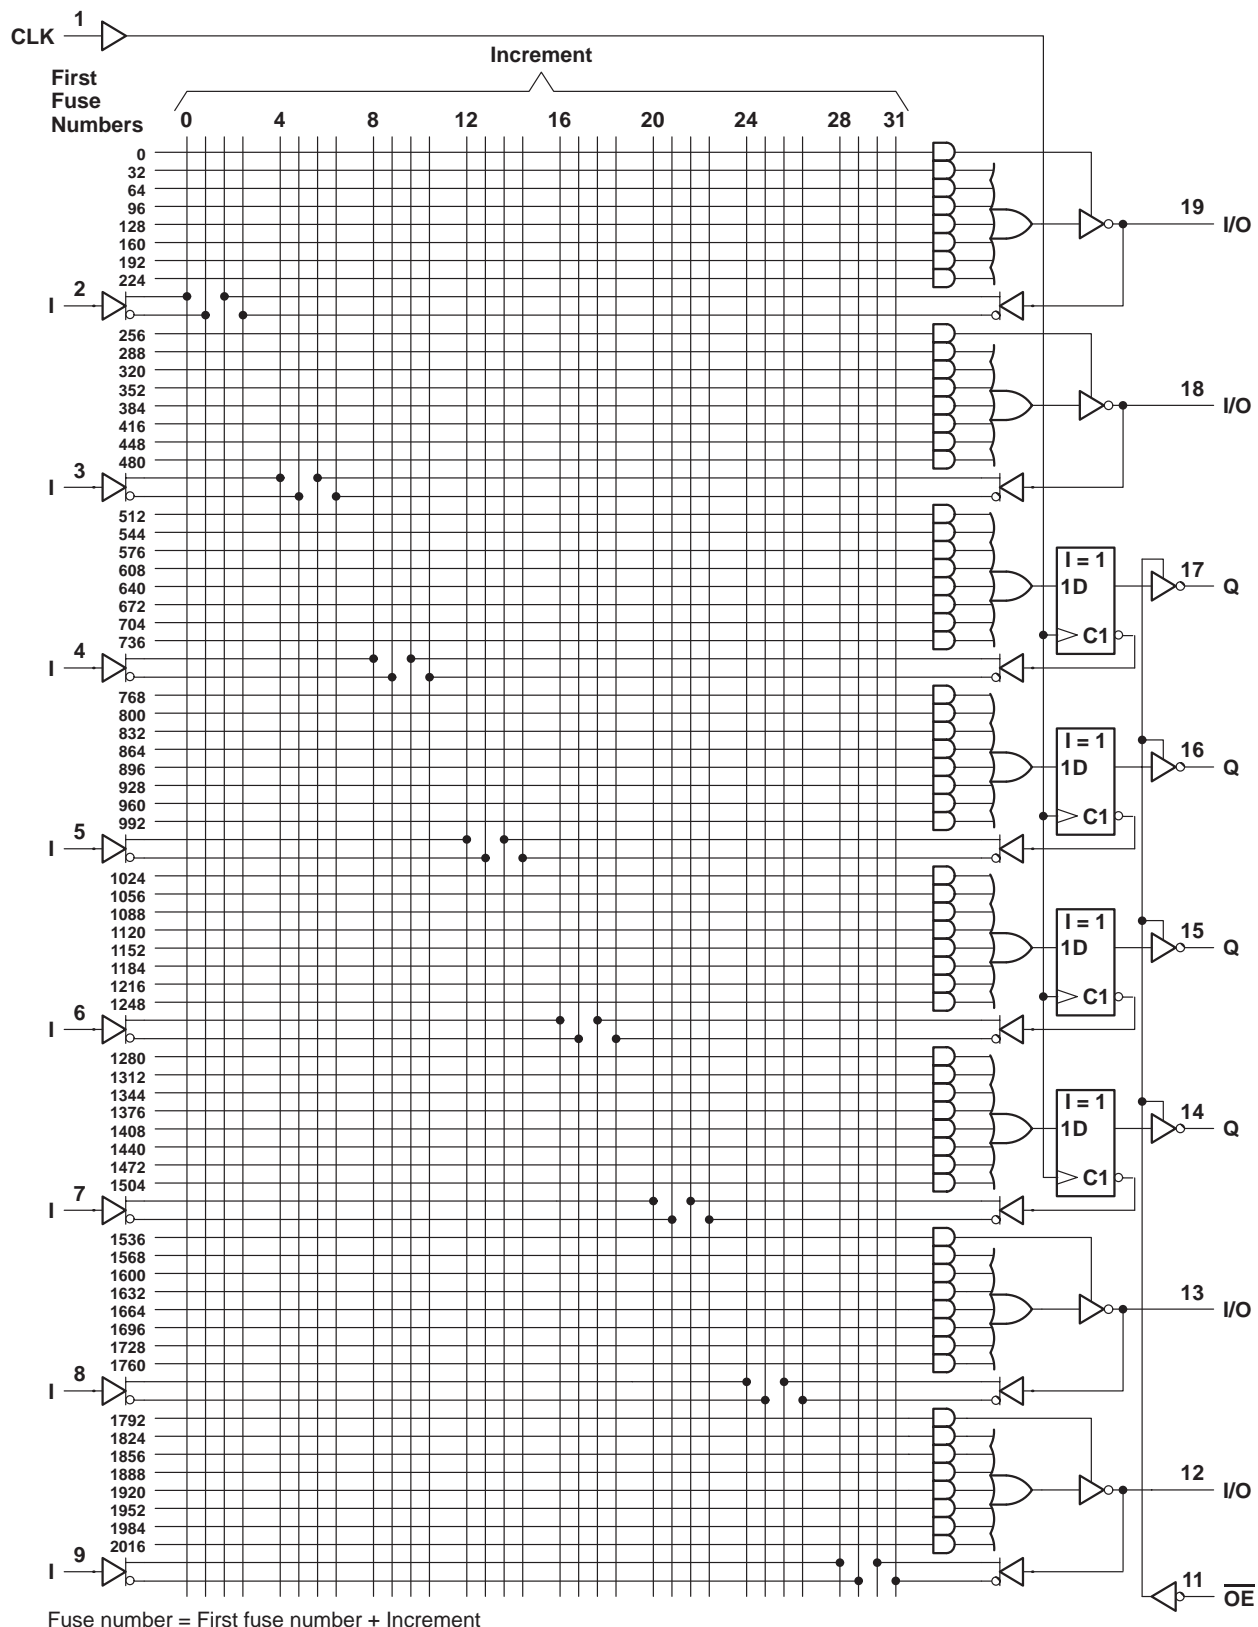 1
CLK
Increment
First
Fuse
Numbers
0 4 8 12 16 20 24 28 31
0
32
64
96
128
160
192
224
19
I/O
2
I
256
288
320
352
384
416
448
480
18
I/O
3
I
512
544
576
608
640
672
704
736
I = 1
1D
C1
17
Q
4
I
768
800
832
864
896
928
960
992
I = 1
1D
C1
16
Q
5
I
1024
1056
1088
1120
1152
1184
1216
1248
I = 1
1D
C1
15
Q
6
I
1280
1312
1344
1376
1408
1440
1472
1504
I = 1
1D
C1
14
Q
7
I
1536
1568
1600
1632
1664
1696
1728
1760
13
I/O
8
I
1792
1824
1856
1888
1920
1952
1984
2016
12
I/O
9
I
11
OE
Fuse number = First fuse number + Increment